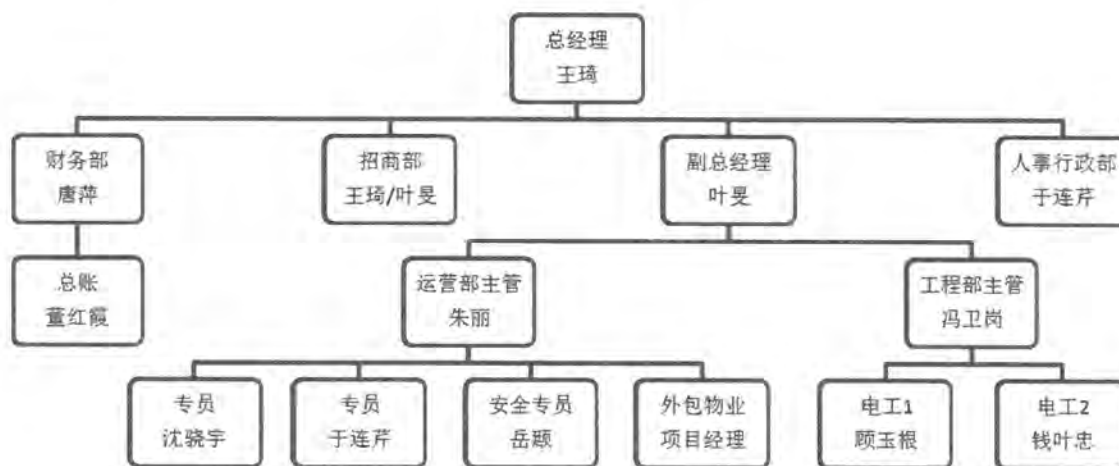 总经理
王琦
财务部
唐萍
招商部
王琦/叶旻
副总经理
叶旻
人事行政部
于连芹
总账
董红霞
运营部主管
朱丽
工程部主管
冯卫岗
专员
沈骁宇
专员
于连芹
安全专员
岳颋
外包物业
项目经理
电工1
顾玉根
电工2
钱叶忠